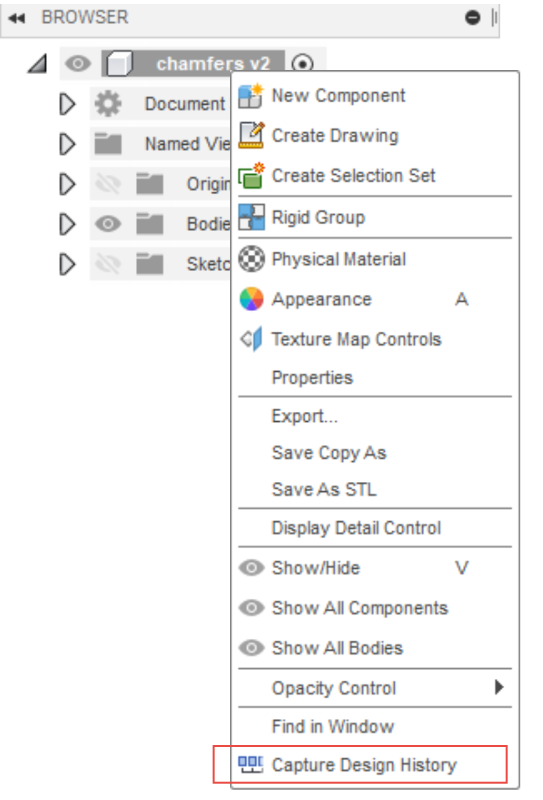 BROWSER
chamfers v2
New Component
Document
Create Drawing
Named Vie
Create Selection Set
Origin
Rigid Group
Bodie
Physical Material
Sketc
Appearance A
Texture Map Controls
Properties
Export...
Save Copy As
Save As STL
Display Detail Control
Show/Hide V
Show All Components
Show All Bodies
Opacity Control
Find in Window
Capture Design History